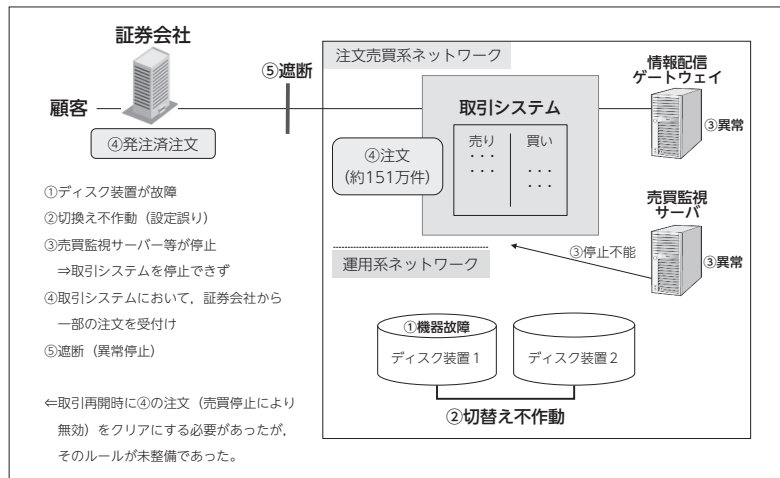 証券会社
顧客
④発注済注文
⑤遮断
注文売買系ネットワーク
取引システム
売り
・・・
・・・
買い
・・・
・・・
④注文
(約151万件)
情報配信
ゲートウェイ
③異常
売買監視
サーバ
③異常
③停止不能
運用系ネットワーク
①機器故障
ディスク装置1
ディスク装置2
②切替え不作動
①ディスク装置が故障
②切換え不作動（設定誤り）
③売買監視サーバー等が停止
⇒取引システムを停止できず
④取引システムにおいて，証券会社から
一部の注文を受付け
⑤遮断（異常停止）
⇐取引再開時に④の注文（売買停止により
無効）をクリアにする必要があったが，
そのルールが未整備であった。